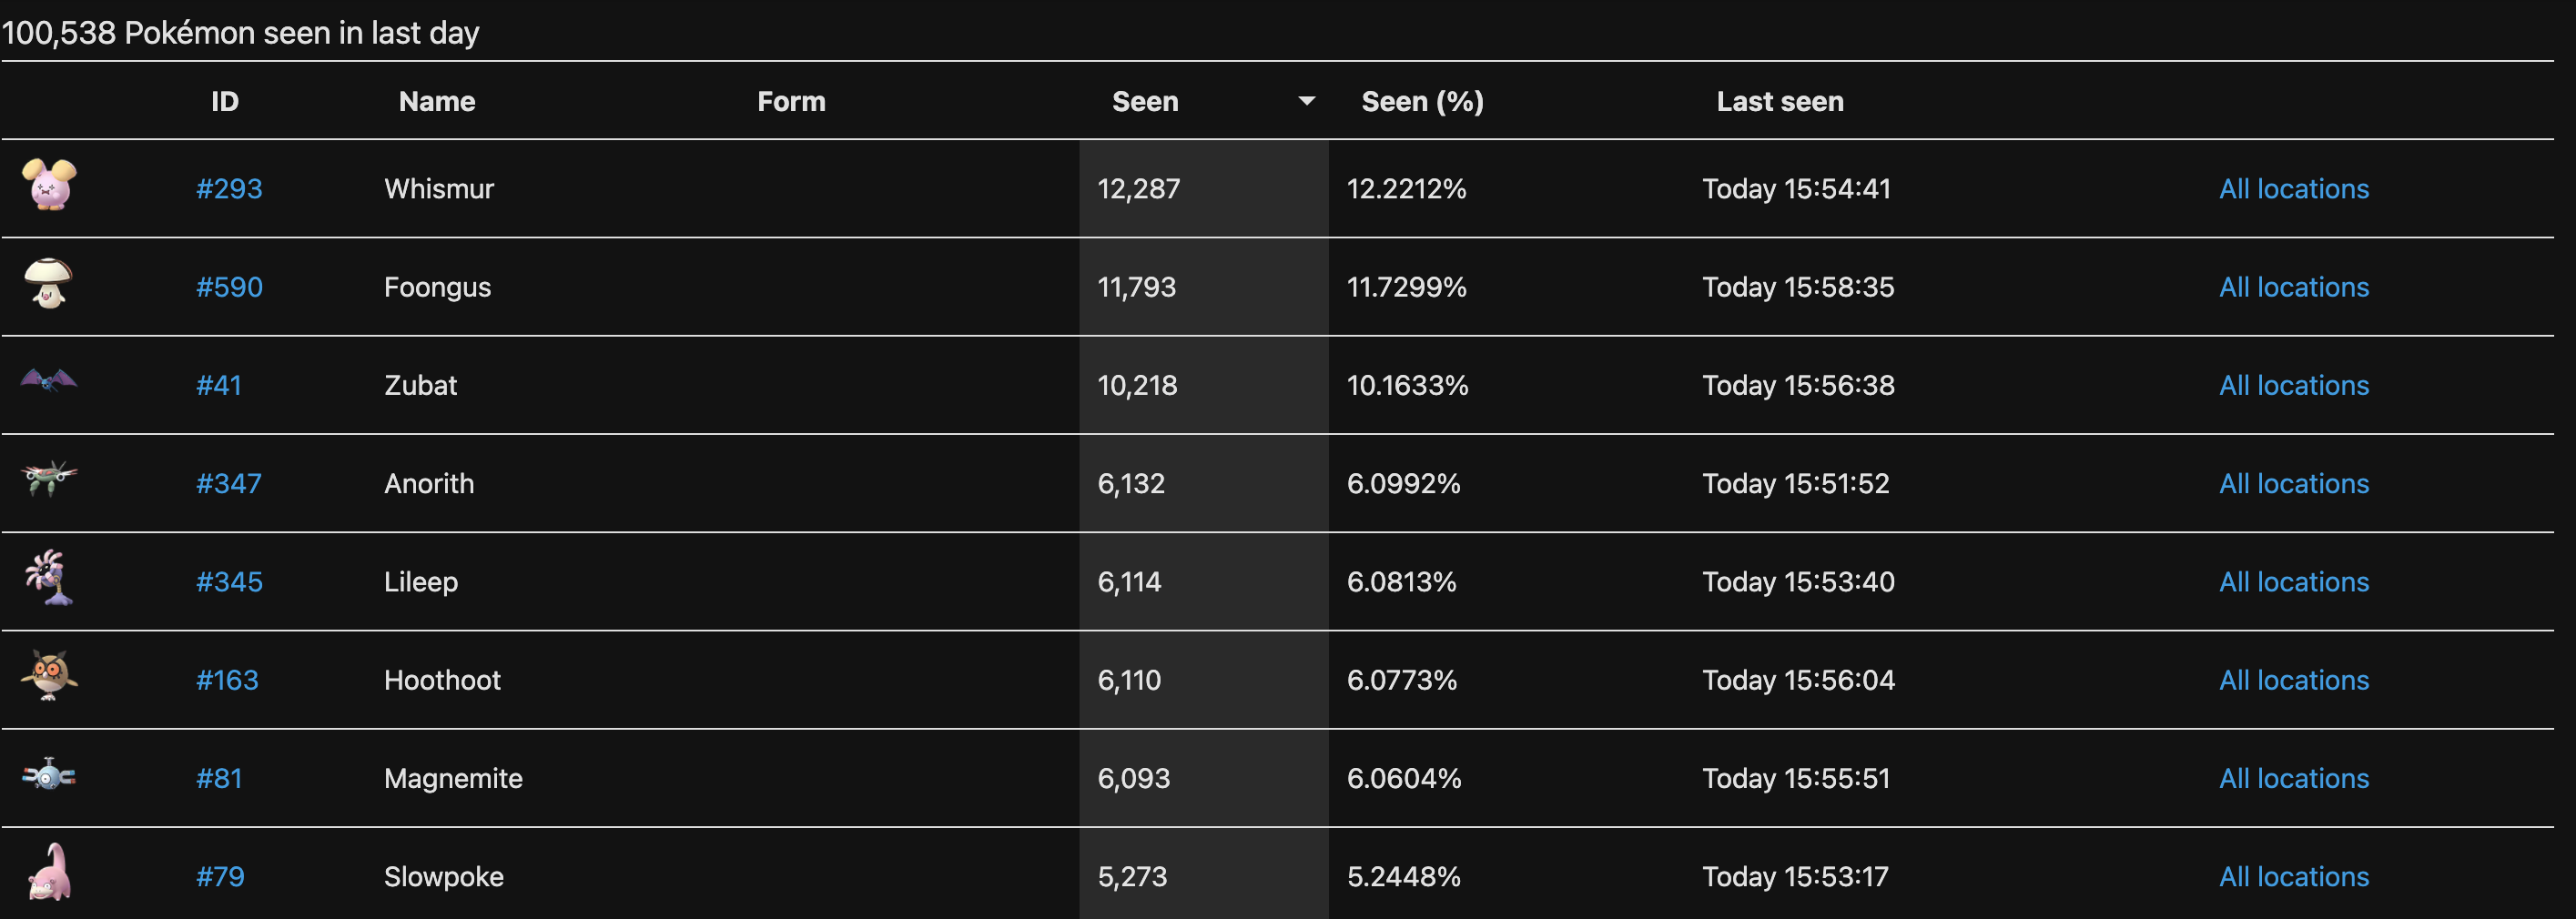 100,538 Pokémon seen in last day
ID Name Form Seen Seen (%) Last seen
#293 Whismur 12,287 12.2212% Today 15:54:41 All locations
#590 Foongus 11,793 11.7299% Today 15:58:35 All locations
#41 Zubat 10,218 10.1633% Today 15:56:38 All locations
#347 Anorith 6,132 6.0992% Today 15:51:52 All locations
#345 Lileep 6,114 6.0813% Today 15:53:40 All locations
#163 Hoothoot 6,110 6.0773% Today 15:56:04 All locations
#81 Magnemite 6,093 6.0604% Today 15:55:51 All locations
#79 Slowpoke 5,273 5.2448% Today 15:53:17 All locations